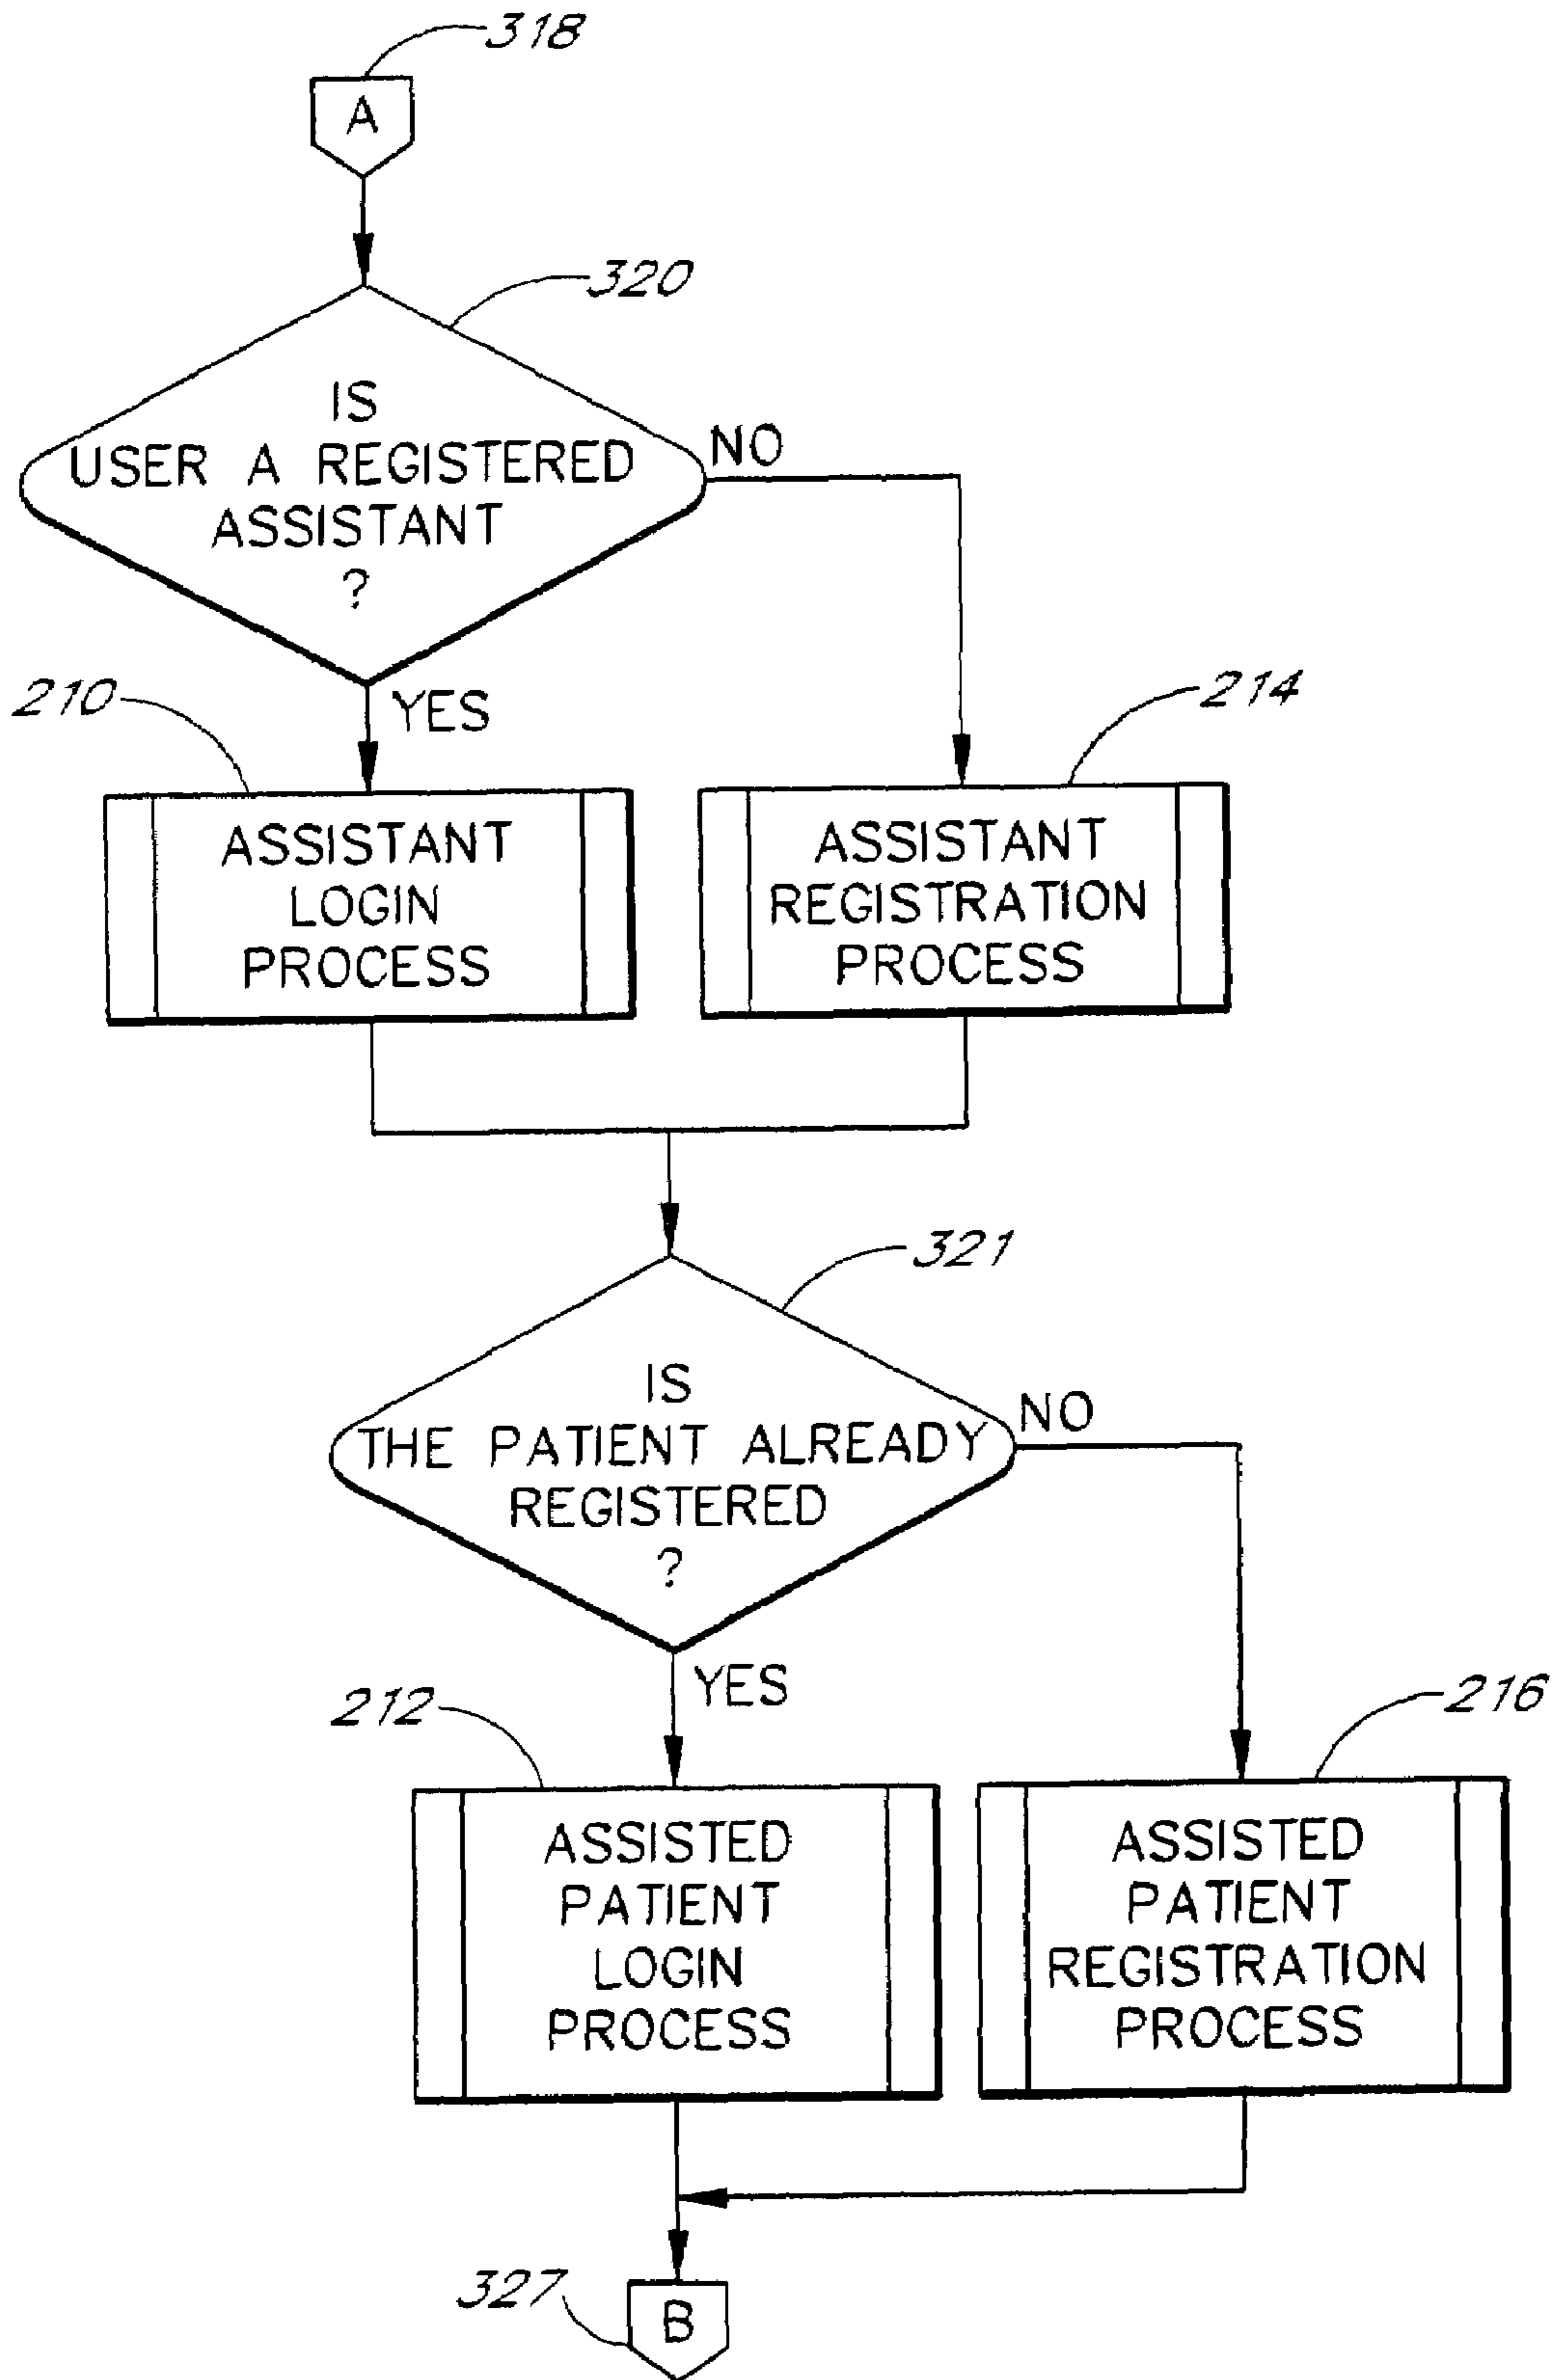 318
A
320
IS
USER A REGISTERED
ASSISTANT
?
NO
YES
210
214
ASSISTANT
LOGIN
PROCESS
ASSISTANT
REGISTRATION
PROCESS
321
IS
THE PATIENT ALREADY
REGISTERED
?
NO
YES
212
216
ASSISTED
PATIENT
LOGIN
PROCESS
ASSISTED
PATIENT
REGISTRATION
PROCESS
327
B